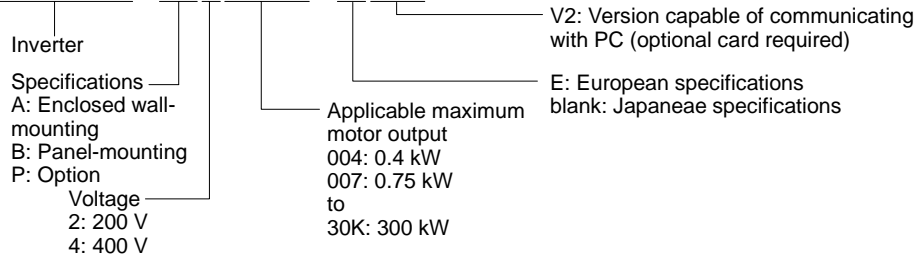 V2: Version capable of communicating
with PC (optional card required)
Inverter
Specifications
A: Enclosed wall-
mounting
B: Panel-mounting
P: Option
E: European specifications
blank: Japaneae specifications
Applicable maximum
motor output
004: 0.4 kW
007: 0.75 kW
to
30K: 300 kW
Voltage
2: 200 V
4: 400 V